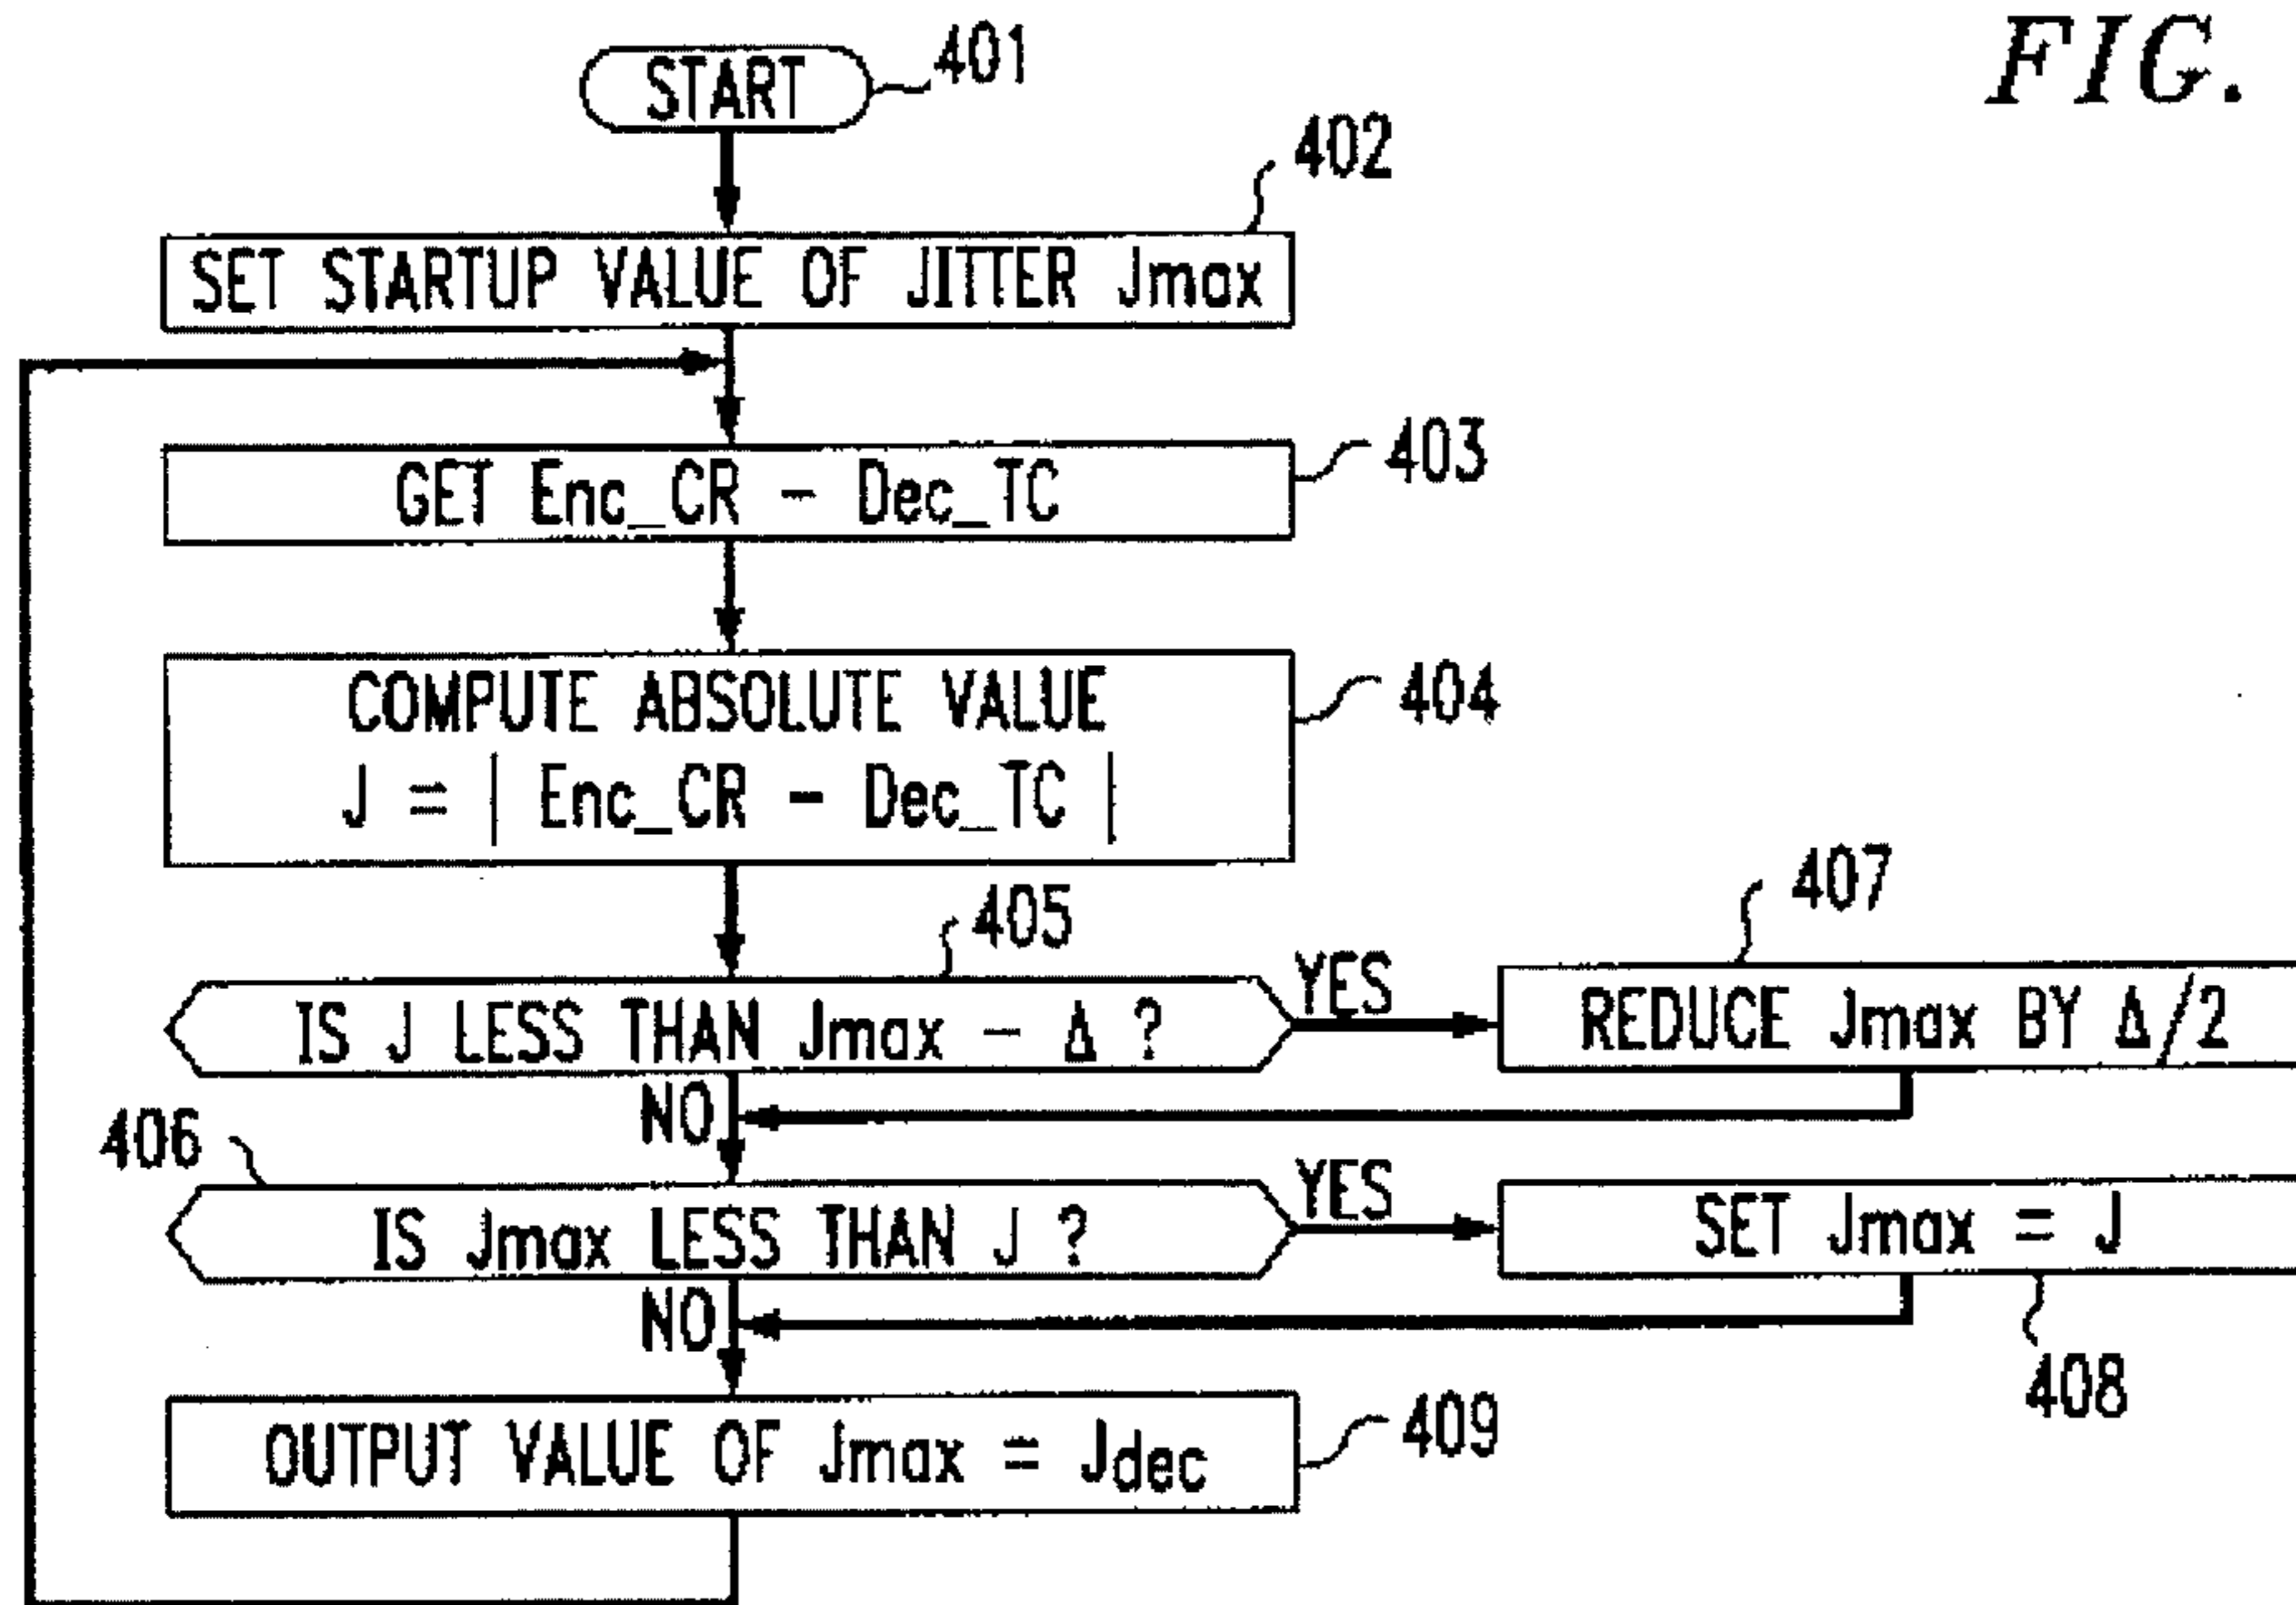 FIG.
START
401
402
SET STARTUP VALUE OF JITTER Jmax
403
GET Enc_CR - Dec_TC
404
COMPUTE ABSOLUTE VALUE
J = | Enc_CR - Dec_TC |
405
407
IS J LESS THAN Jmax - Δ ?
YES
REDUCE Jmax BY Δ/2
NO
406
IS Jmax LESS THAN J ?
YES
SET Jmax = J
NO
408
OUTPUT VALUE OF Jmax = Jdec
409